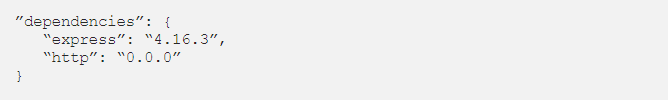 ”dependencies”: {
“express”: “4.16.3”,
“http”: “0.0.0”
}